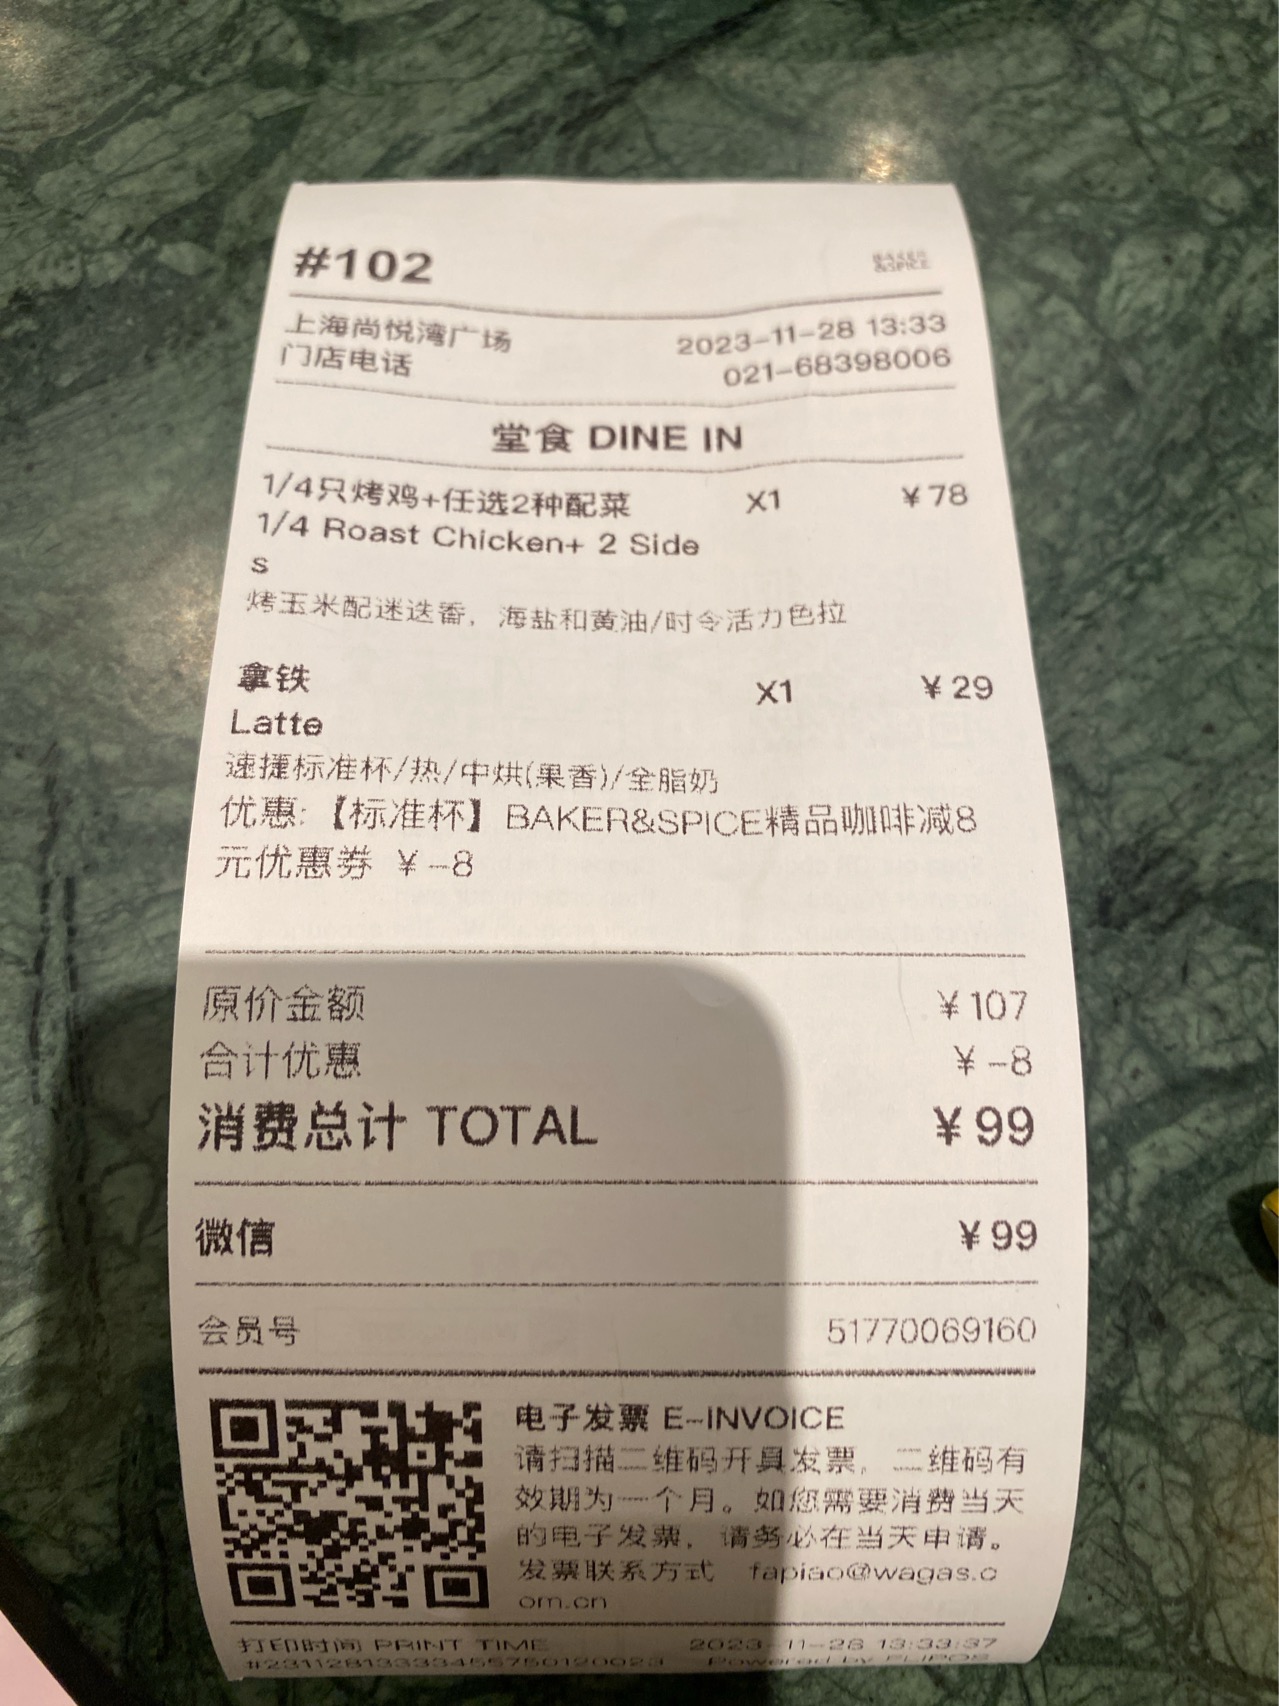 #102
BAKER
&SPICE
上海尚悦湾广场 2023-11-28 13:33
门店电话 021-68398006
堂食 DINE IN
1/4只烤鸡+任选2种配菜 X1 ¥78
1/4 Roast Chicken+ 2 Side
s
烤玉米配迷迭香，海盐和黄油/时令活力色拉
拿铁 X1 ¥29
Latte
速捷标准杯/热/中烘(果香)/全脂奶
优惠:【标准杯】BAKER&SPICE精品咖啡减8
元优惠券 ¥-8
原价金额 ¥107
合计优惠 ¥-8
消费总计 TOTAL ¥99
微信 ¥99
会员号 51770069160
电子发票 E-INVOICE
请扫描二维码开具发票，二维码有
效期为一个月。如您需要消费当天
的电子发票，请务必在当天申请。
发票联系方式 fapiao@wagas.c
om.cn
打印时间 PRINT TIME 2023-11-28 13:33:37
Powered by FLIPOS